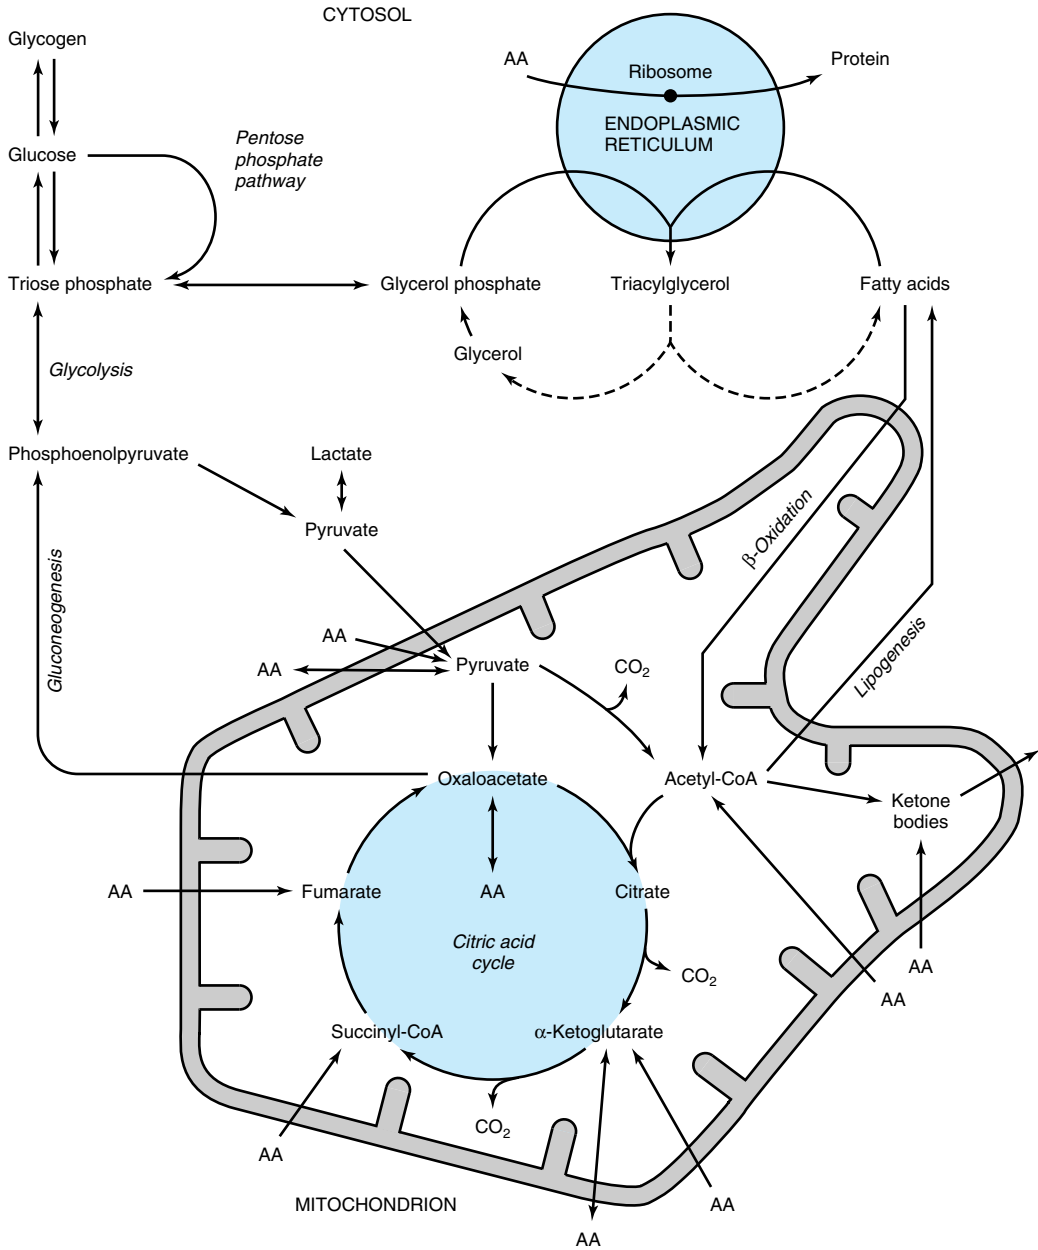 CYTOSOL
Glycogen
AA
Ribosome
Protein
ENDOPLASMIC
RETICULUM
Glucose
Pentose
phosphate
pathway
Triose phosphate
Glycerol phosphate
Triacylglycerol
Fatty acids
Glycerol
Glycolysis
Phosphoenolpyruvate
Lactate
Pyruvate
β-Oxidation
Gluconeogenesis
Lipogenesis
AA
AA
Pyruvate
CO2
Oxaloacetate
Acetyl-CoA
Ketone
bodies
AA
Fumarate
AA
Citrate
Citric acid
cycle
CO2
AA
AA
Succinyl-CoA
α-Ketoglutarate
CO2
AA
MITOCHONDRION
AA
AA